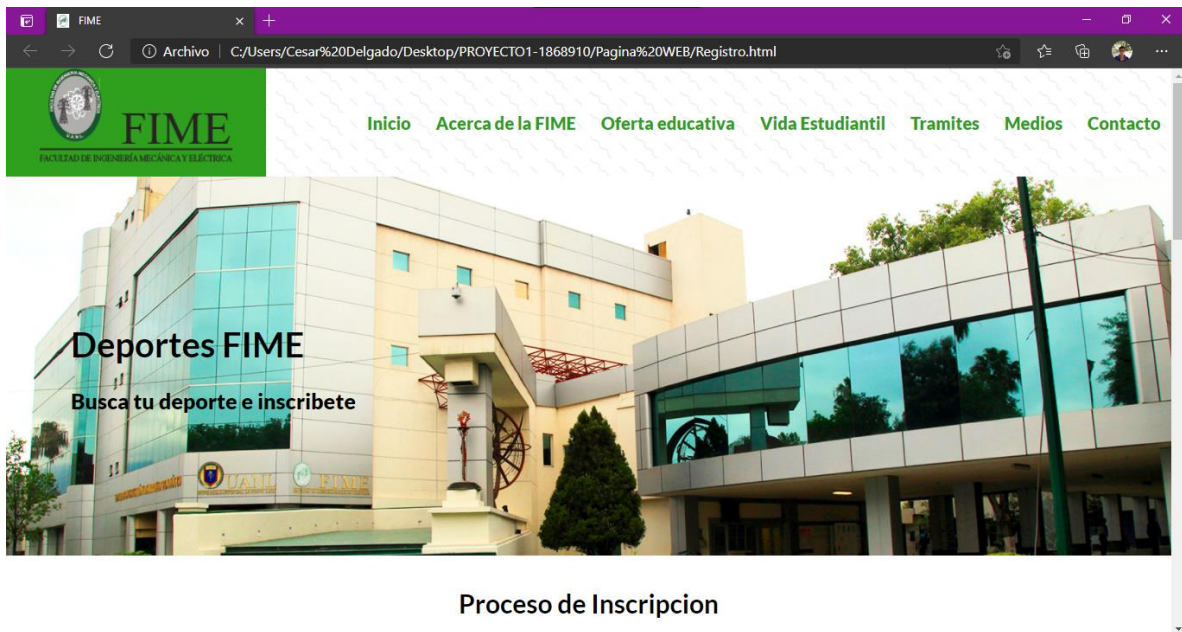 FIME
Archivo C:/Users/Cesar%20Delgado/Desktop/PROYECTO1-1868910/Pagina%20WEB/Registro.html
FIME
FACULTAD DE INGENIERÍA MECÁNICA Y ELÉCTRICA
Inicio Acerca de la FIME Oferta educativa Vida Estudiantil Tramites Medios Contacto
Deportes FIME
Busca tu deporte e inscribete
UANL FIME
Proceso de Inscripcion